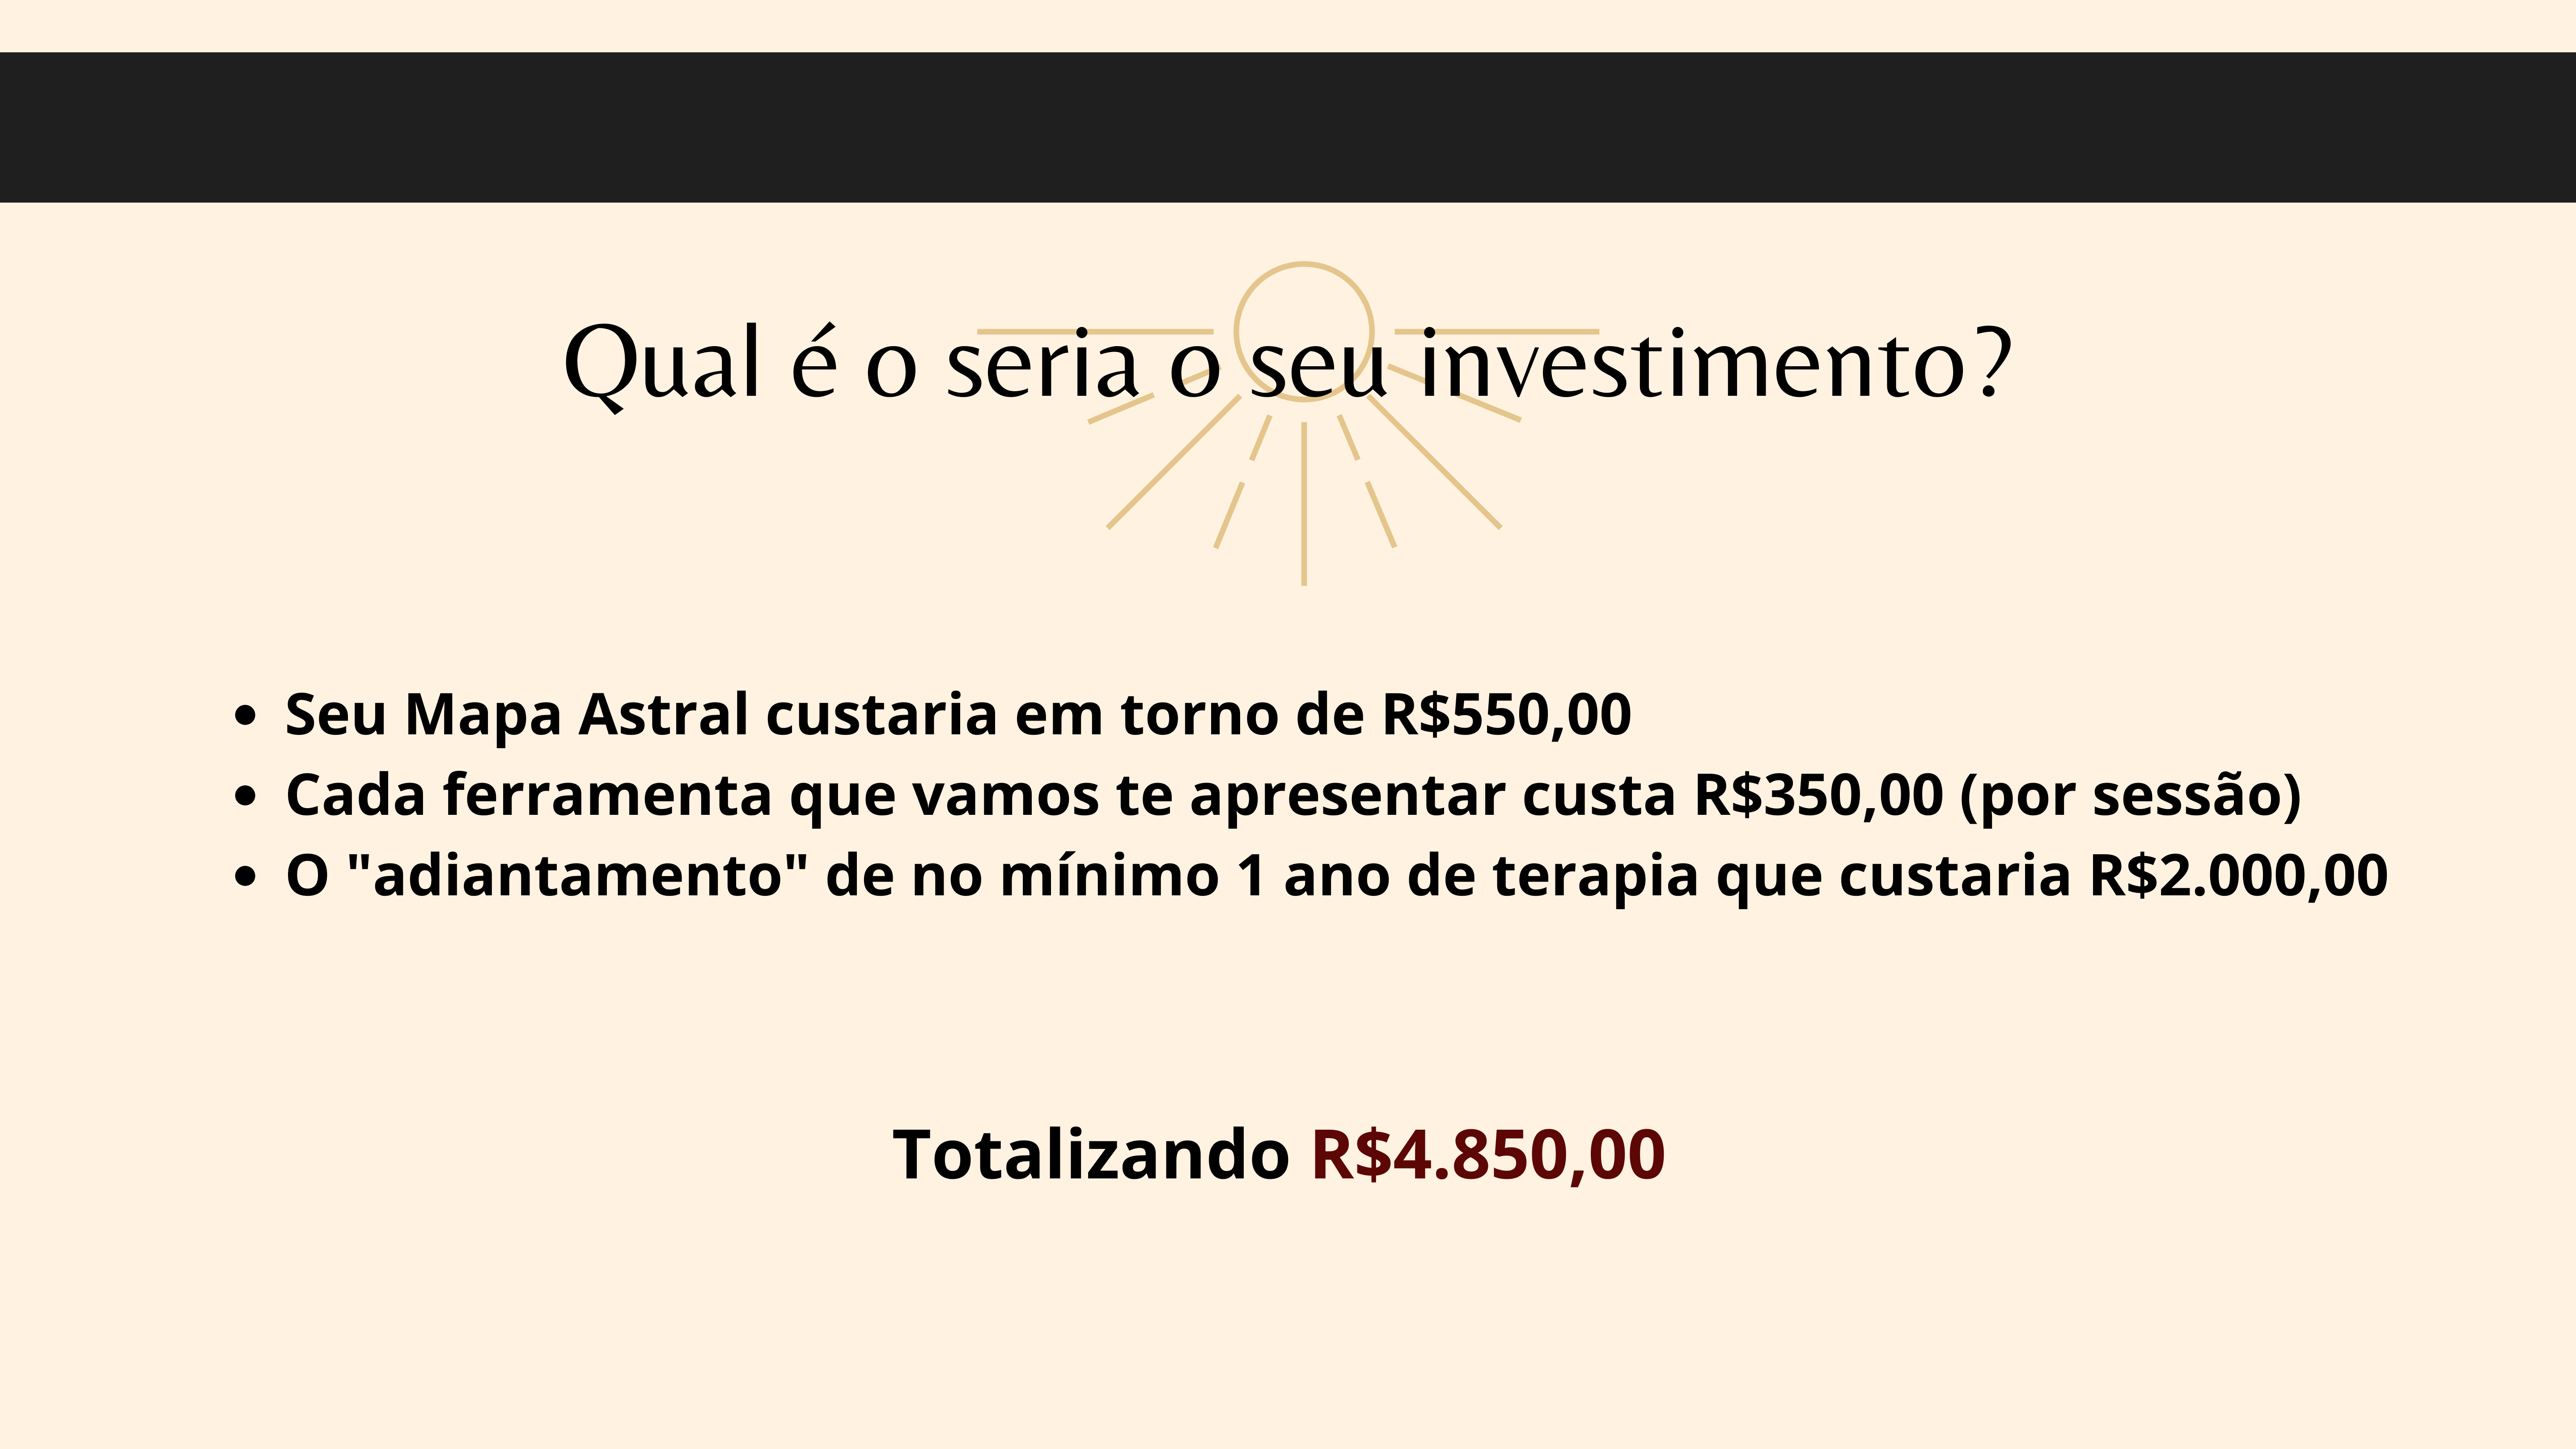 Qual é o seria o seu investimento?
• Seu Mapa Astral custaria em torno de R$550,00
• Cada ferramenta que vamos te apresentar custa R$350,00 (por sessão)
• O "adiantamento" de no mínimo 1 ano de terapia que custaria R$2.000,00
Totalizando R$4.850,00